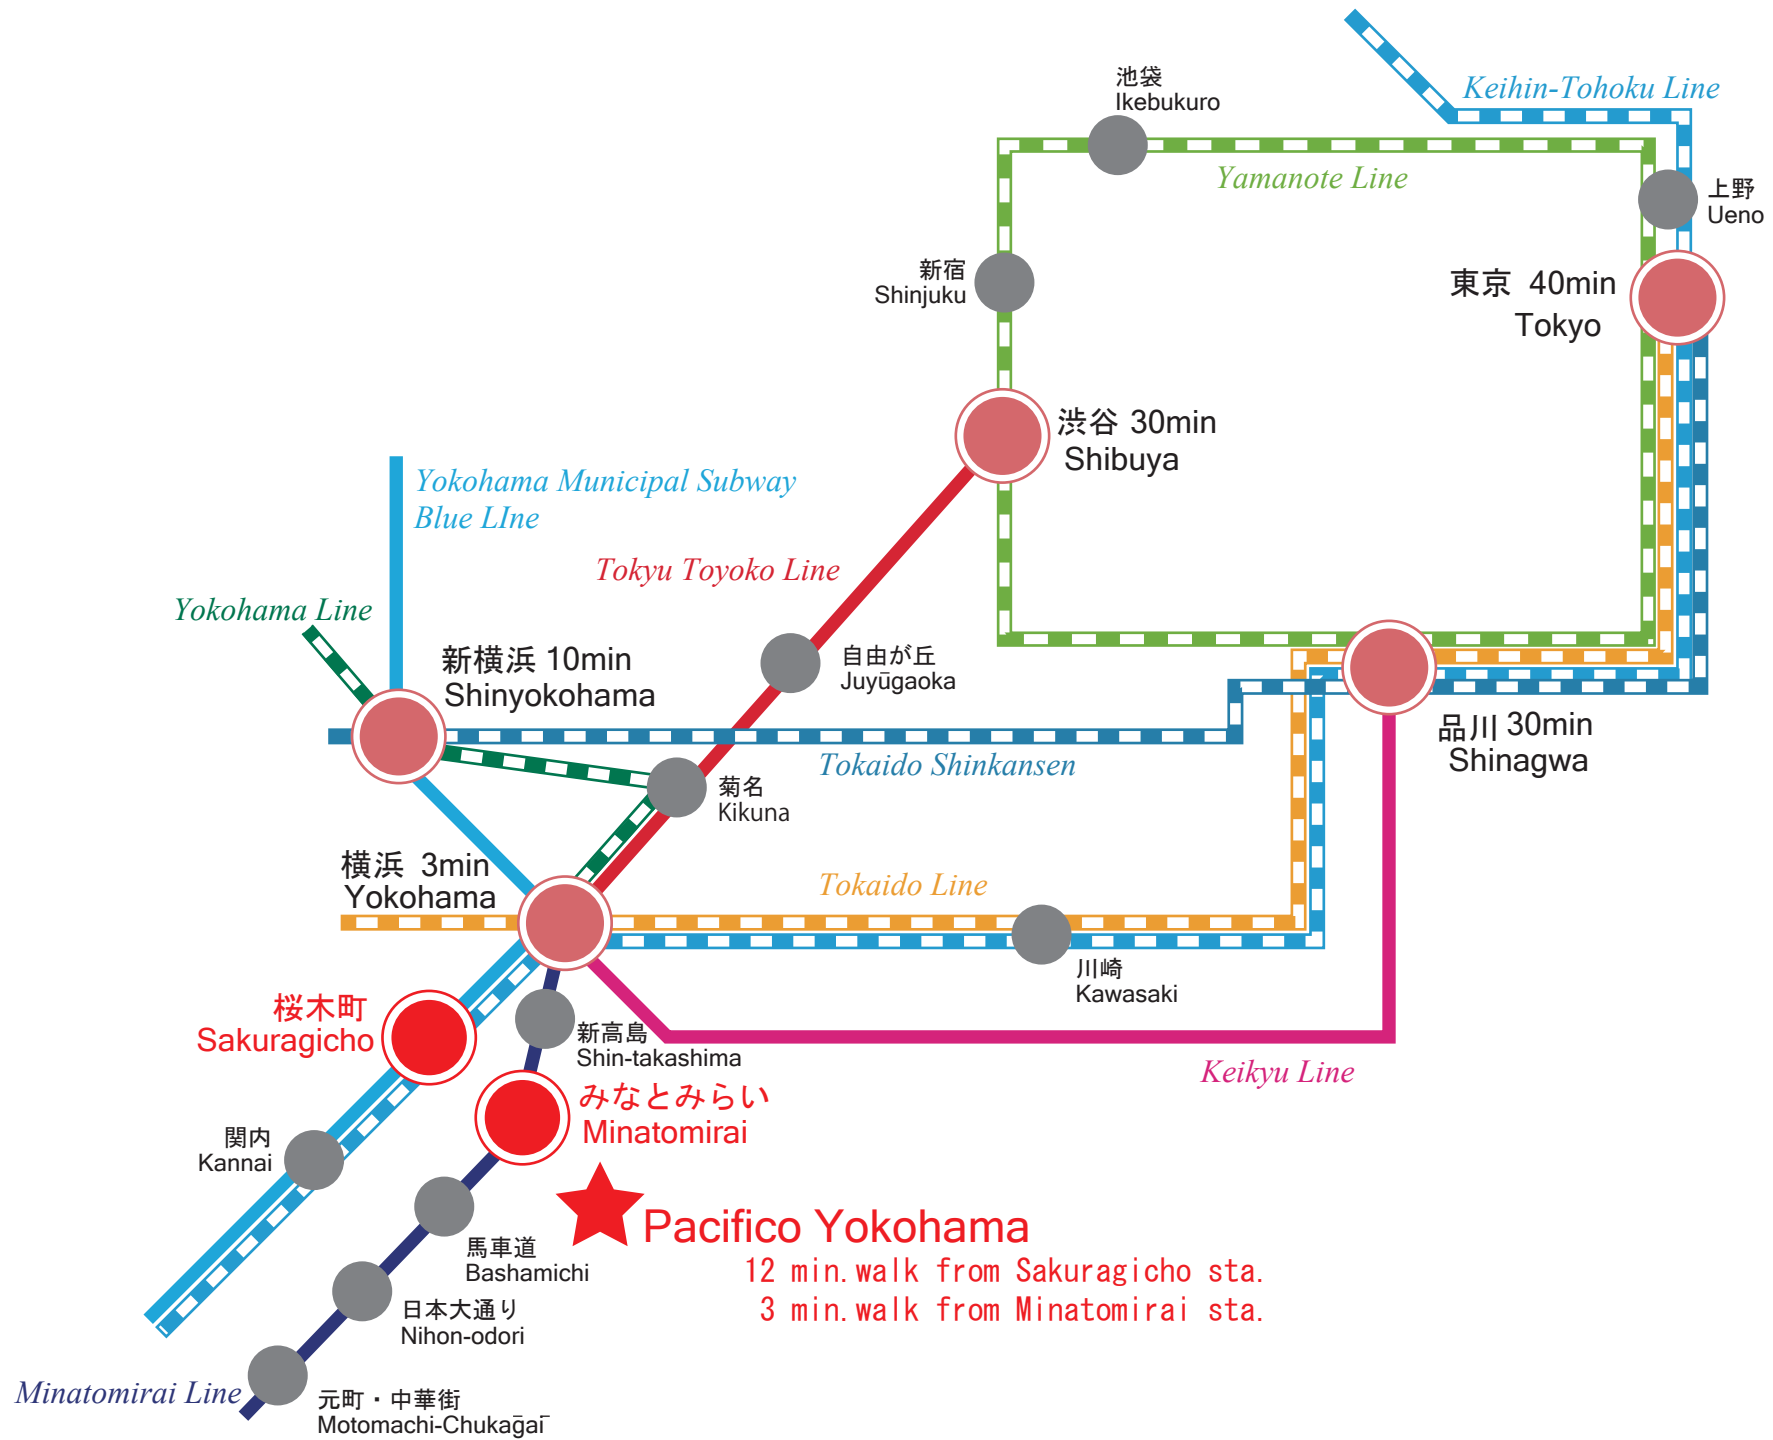 池袋
Ikebukuro
Keihin-Tohoku Line
Yamanote Line
上野
Ueno
新宿
Shinjuku
東京 40min
Tokyo
渋谷 30min
Shibuya
Yokohama Municipal Subway
Blue LIne
Tokyu Toyoko Line
Yokohama Line
新横浜 10min
Shinyokohama
自由が丘
Juyūgaoka
品川 30min
Shinagwa
Tokaido Shinkansen
菊名
Kikuna
横浜 3min
Yokohama
Tokaido Line
川崎
Kawasaki
桜木町
Sakuragicho
新高島
Shin-takashima
Keikyu Line
みなとみらい
Minatomirai
関内
Kannai
Pacifico Yokohama
12 min.walk from Sakuragicho sta.
3 min.walk from Minatomirai sta.
馬車道
Bashamichi
日本大通り
Nihon-odori
Minatomirai Line
元町・中華街
Motomachi-Chukaḡai¯